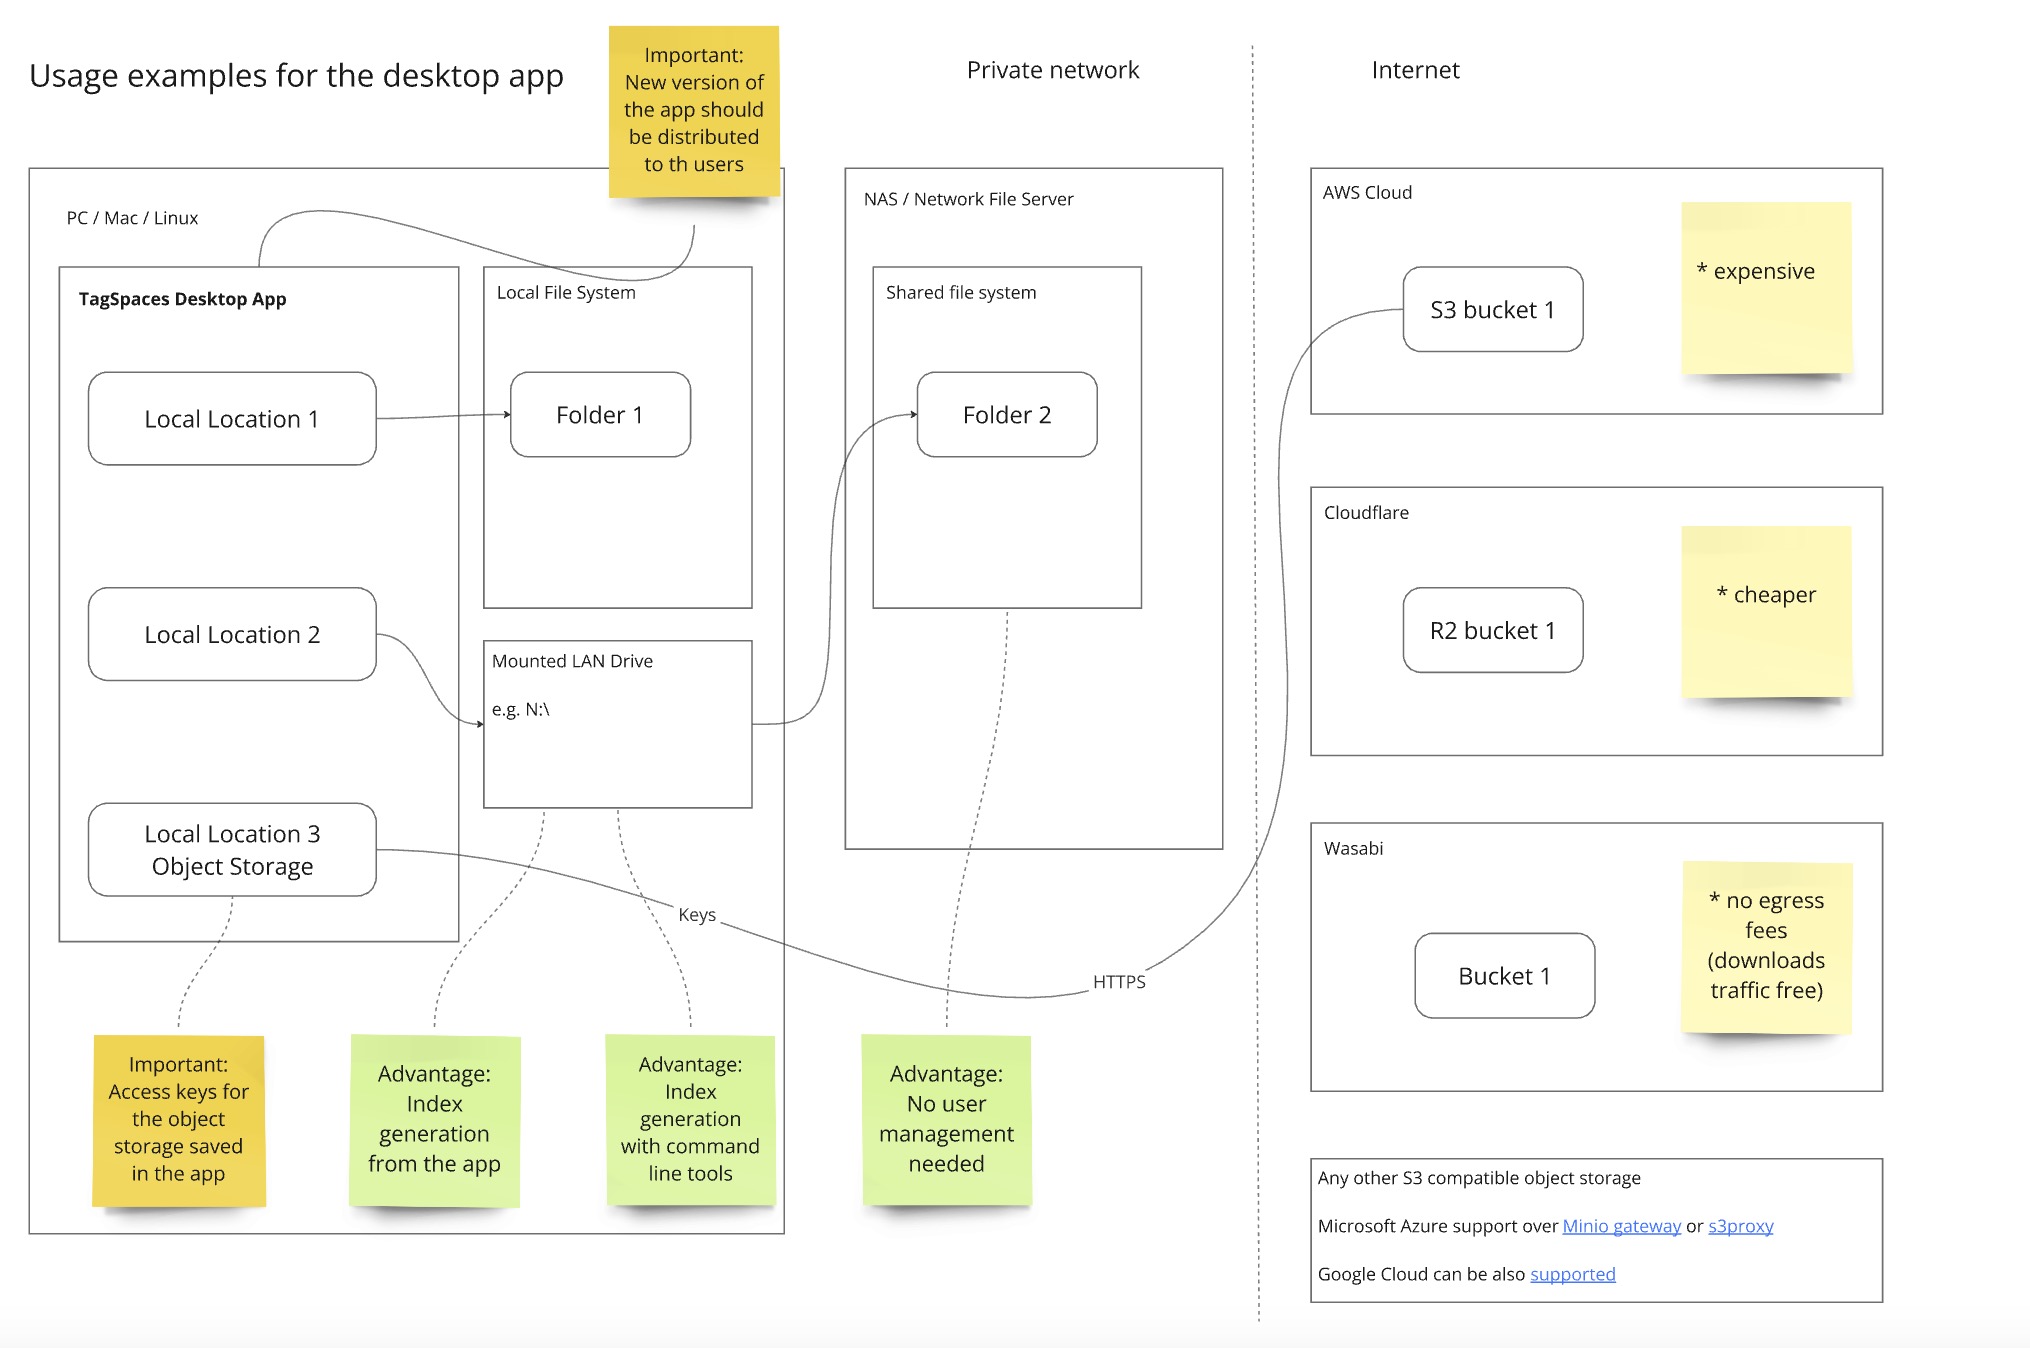 Usage examples for the desktop app
Important:
New version of
the app should
be distributed
to th users
Private network
Internet
PC / Mac / Linux
TagSpaces Desktop App
Local Location 1
Local Location 2
Local Location 3
Object Storage
Local File System
Folder 1
Mounted LAN Drive
e.g. N:\
NAS / Network File Server
Shared file system
Folder 2
Keys
HTTPS
Important:
Access keys for
the object
storage saved
in the app
Advantage:
Index
generation
from the app
Advantage:
Index
generation
with command
line tools
Advantage:
No user
management
needed
AWS Cloud
S3 bucket 1
* expensive
Cloudflare
R2 bucket 1
* cheaper
Wasabi
Bucket 1
* no egress
fees
(downloads
traffic free)
Any other S3 compatible object storage
Microsoft Azure support over Minio gateway or s3proxy
Google Cloud can be also supported